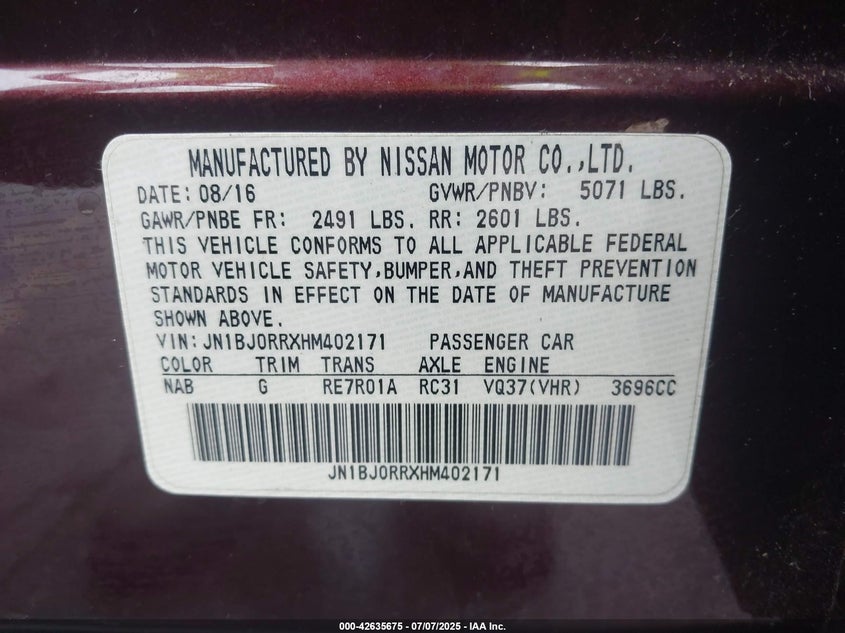 MANUFACTURED BY NISSAN MOTOR CO.,LTD.
DATE: 08/16 GVWR/PNBV: 5071 LBS.
GAWR/PNBE FR: 2491 LBS. RR: 2601 LBS.
THIS VEHICLE CONFORMS TO ALL APPLICABLE FEDERAL
MOTOR VEHICLE SAFETY,BUMPER,AND THEFT PREVENTION
STANDARDS IN EFFECT ON THE DATE OF MANUFACTURE
SHOWN ABOVE.
VIN:JN1BJ0RRXHM402171 PASSENGER CAR
COLOR TRIM TRANS AXLE ENGINE
NAB G RE7R01A RC31 VQ37(VHR) 3696CC
JN1BJ0RRXHM402171
000-42635675 - 07/07/2025 - IAA Inc.